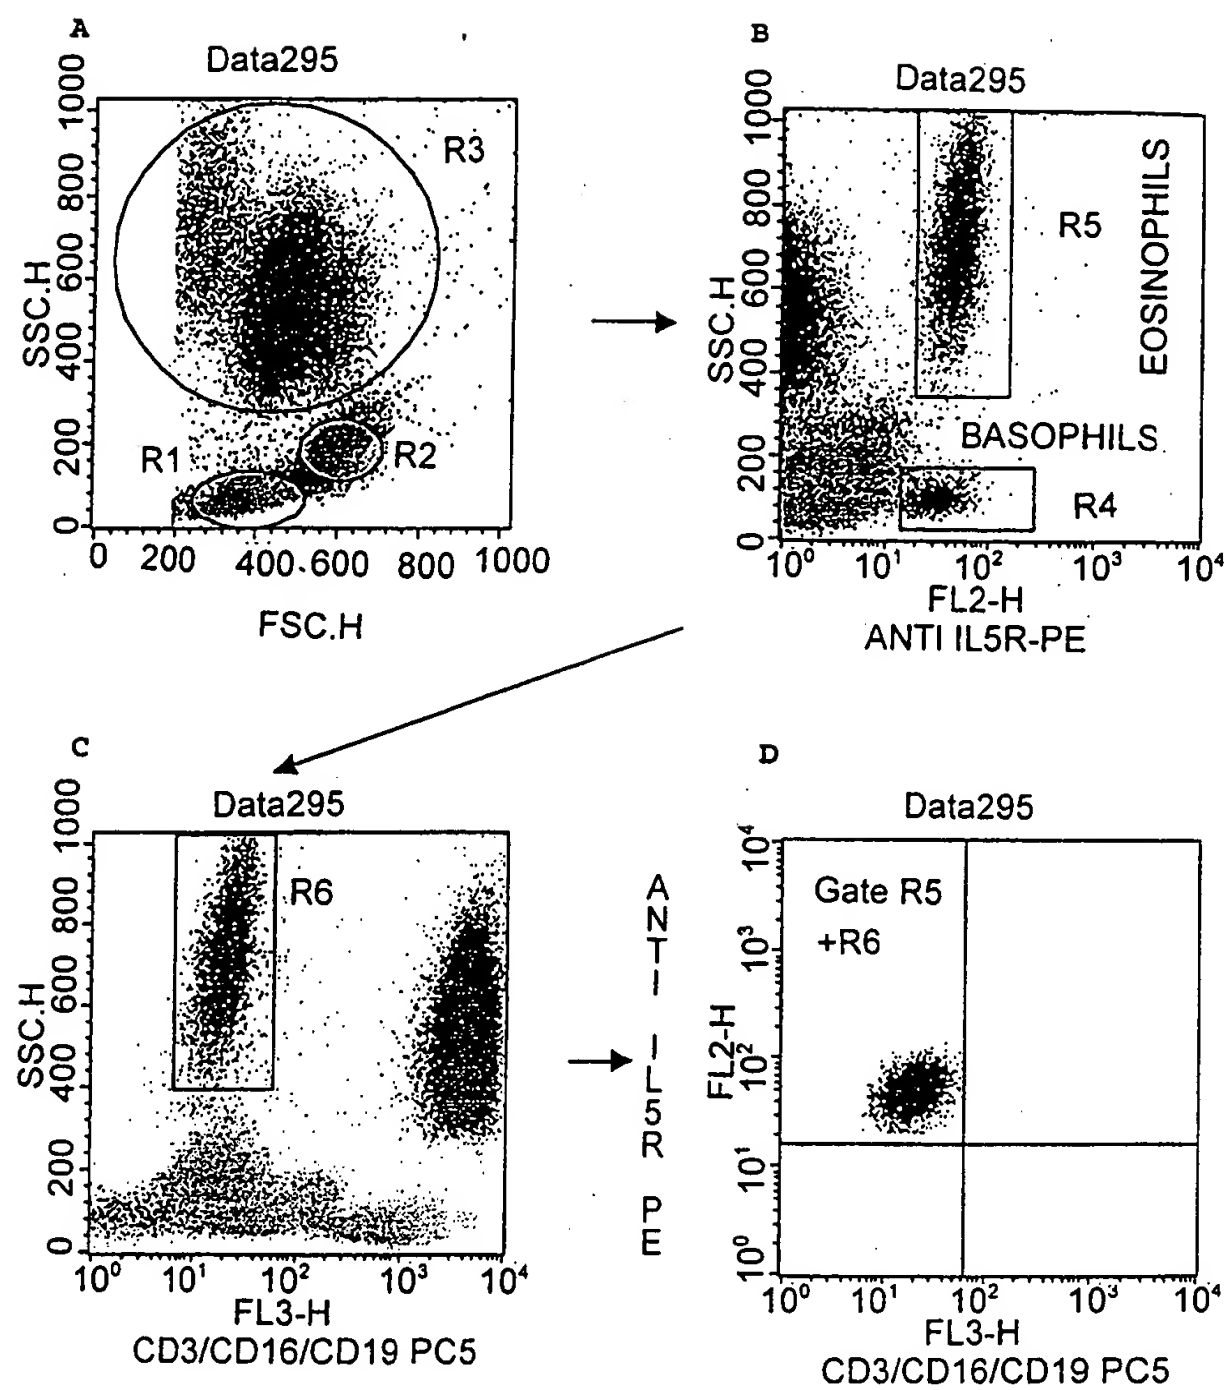 A
Data295
1000
800
600
400
200
0
SSC.H
R3
R1
R2
0 200 400 600 800 1000
FSC.H
B
Data295
1000
800
600
400
200
0
SSC.H
R5
EOSINOPHILS
BASOPHILS
R4
10⁰ 10¹ 10² 10³ 10⁴
FL2-H
ANTI IL5R-PE
C
Data295
1000
800
600
400
200
0
SSC.H
R6
10⁰ 10¹ 10² 10³ 10⁴
FL3-H
CD3/CD16/CD19 PC5
D
Data295
ANTI IL5R PE
10⁴
10³
10²
10¹
10⁰
FL2-H
Gate R5
+R6
10⁰ 10¹ 10² 10³ 10⁴
FL3-H
CD3/CD16/CD19 PC5